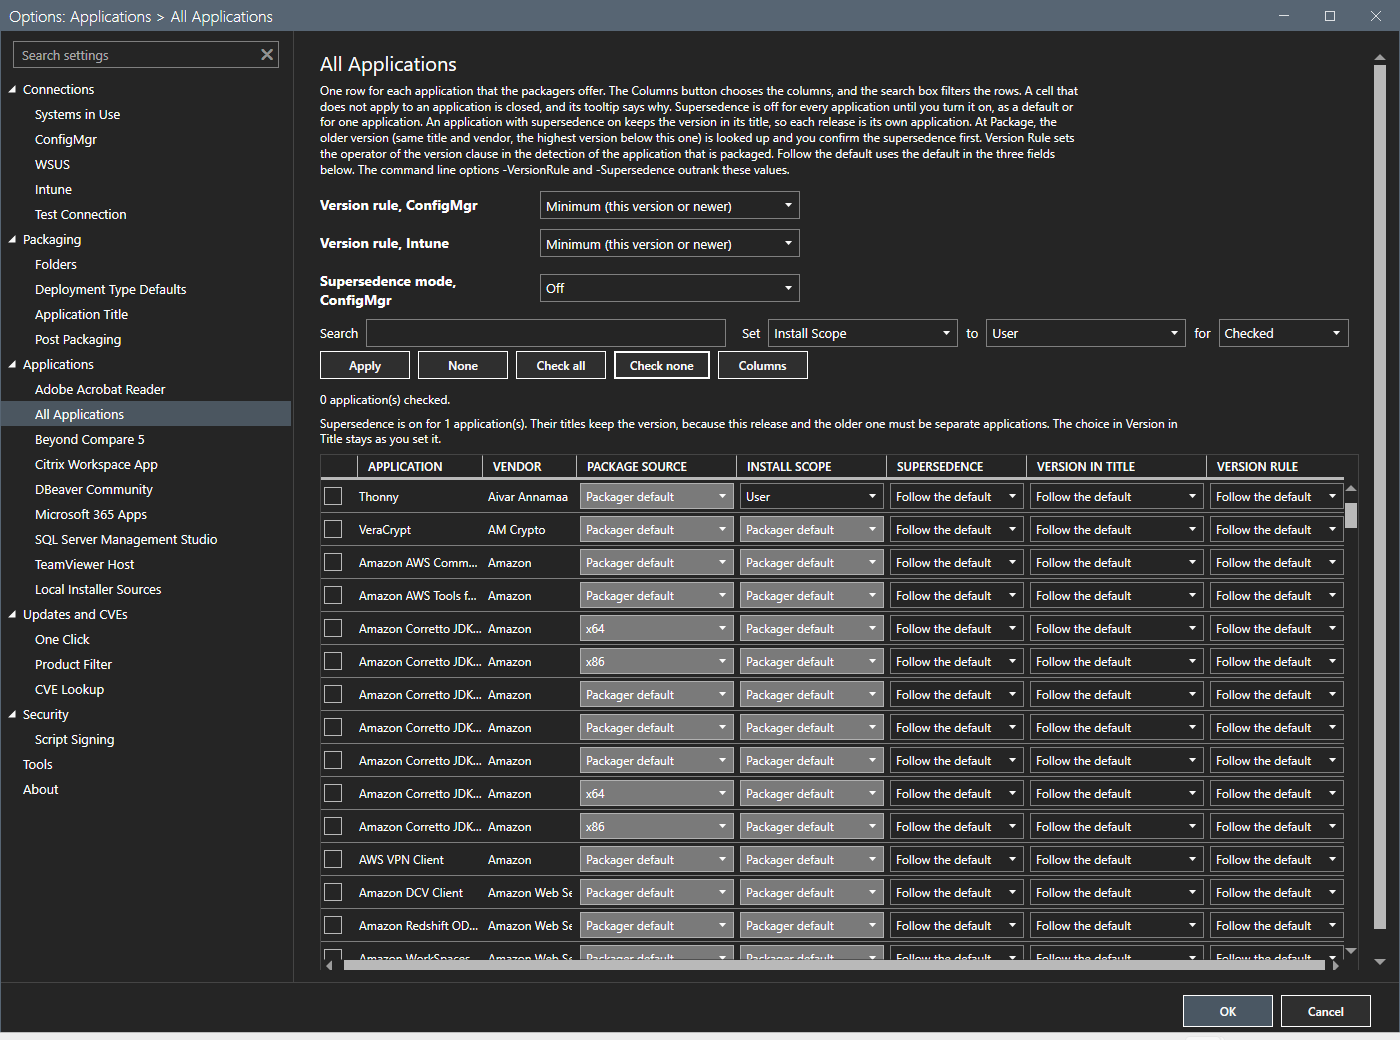 Options: Applications > All Applications
Search settings
Connections
Systems in Use
ConfigMgr
WSUS
Intune
Test Connection
Packaging
Folders
Deployment Type Defaults
Application Title
Post Packaging
Applications
Adobe Acrobat Reader
All Applications
Beyond Compare 5
Citrix Workspace App
DBeaver Community
Microsoft 365 Apps
SQL Server Management Studio
TeamViewer Host
Local Installer Sources
Updates and CVEs
One Click
Product Filter
CVE Lookup
Security
Script Signing
Tools
About
All Applications
One row for each application that the packagers offer. The Columns button chooses the columns, and the search box filters the rows. A cell that
does not apply to an application is closed, and its tooltip says why. Supersedence is off for every application until you turn it on, as a default or
for one application. An application with supersedence on keeps the version in its title, so each release is its own application. At Package, the
older version (same title and vendor, the highest version below this one) is looked up and you confirm the supersedence first. Version Rule sets
the operator of the version clause in the detection of the application that is packaged. Follow the default uses the default in the three fields
below. The command line options -VersionRule and -Supersedence outrank these values.
Version rule, ConfigMgr Minimum (this version or newer)
Version rule, Intune Minimum (this version or newer)
Supersedence mode,
ConfigMgr Off
Search Set Install Scope to User for Checked
Apply None Check all Check none Columns
0 application(s) checked.
Supersedence is on for 1 application(s). Their titles keep the version, because this release and the older one must be separate applications. The choice in Version in
Title stays as you set it.
APPLICATION VENDOR PACKAGE SOURCE INSTALL SCOPE SUPERSEDENCE VERSION IN TITLE VERSION RULE
Thonny Aivar Annamaa Packager default User Follow the default Follow the default Follow the default
VeraCrypt AM Crypto Packager default Packager default Follow the default Follow the default Follow the default
Amazon AWS Comm... Amazon Packager default Packager default Follow the default Follow the default Follow the default
Amazon AWS Tools f... Amazon Packager default Packager default Follow the default Follow the default Follow the default
Amazon Corretto JDK... Amazon x64 Packager default Follow the default Follow the default Follow the default
Amazon Corretto JDK... Amazon x86 Packager default Follow the default Follow the default Follow the default
Amazon Corretto JDK... Amazon Packager default Packager default Follow the default Follow the default Follow the default
Amazon Corretto JDK... Amazon Packager default Packager default Follow the default Follow the default Follow the default
Amazon Corretto JDK... Amazon Packager default Packager default Follow the default Follow the default Follow the default
Amazon Corretto JDK... Amazon x64 Packager default Follow the default Follow the default Follow the default
Amazon Corretto JDK... Amazon x86 Packager default Follow the default Follow the default Follow the default
AWS VPN Client Amazon Packager default Packager default Follow the default Follow the default Follow the default
Amazon DCV Client Amazon Web Se Packager default Packager default Follow the default Follow the default Follow the default
Amazon Redshift OD... Amazon Web Se Packager default Packager default Follow the default Follow the default Follow the default
Amazon WorkSpaces Amazon Web Se Packager default Packager default Follow the default Follow the default Follow the default
OK Cancel